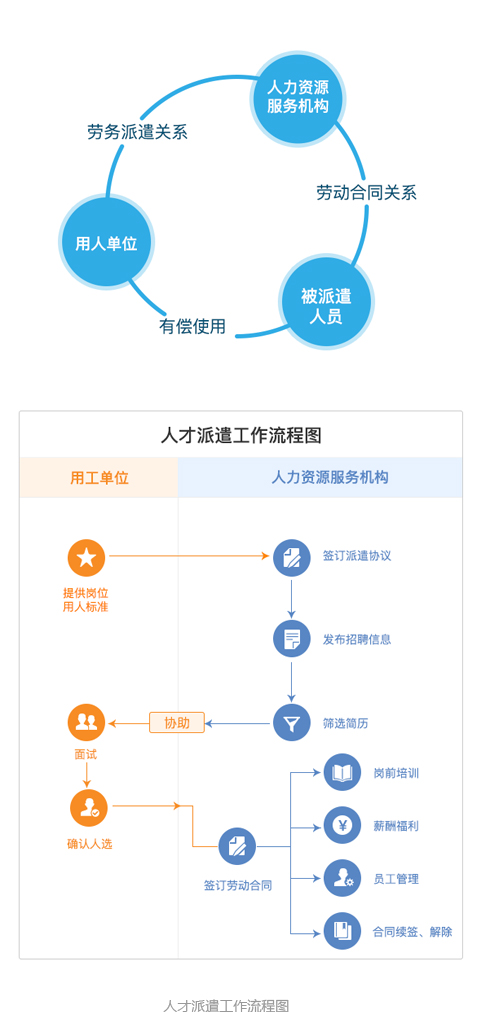 人力资源
服务机构
劳务派遣关系
劳动合同关系
用人单位
被派遣
人员
有偿使用
人才派遣工作流程图
用工单位
人力资源服务机构
提供岗位
用人标准
签订派遣协议
发布招聘信息
协助
筛选简历
面试
确认人选
签订劳动合同
岗前培训
¥
薪酬福利
员工管理
合同续签、解除
人才派遣工作流程图